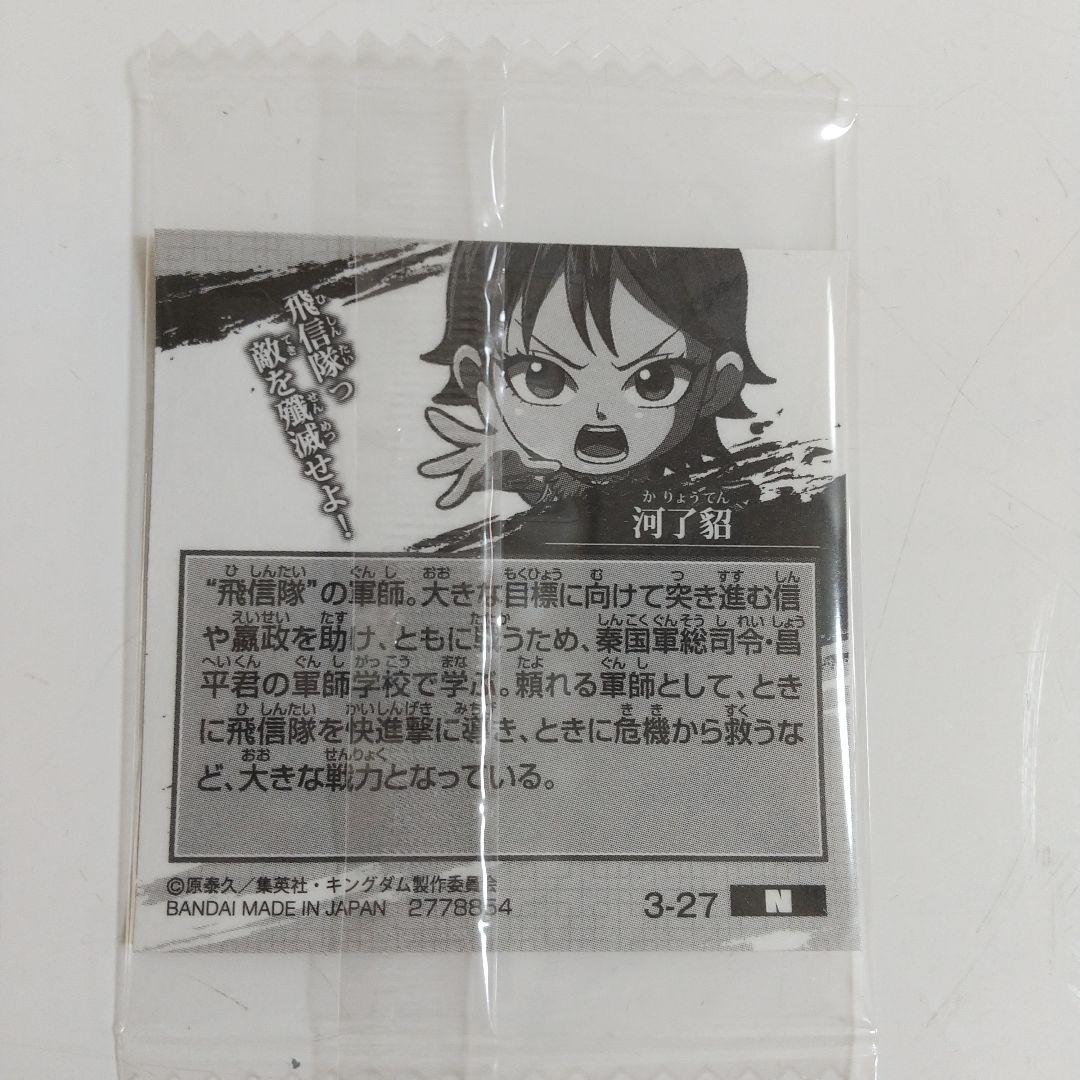 飛信隊っ
敵を殲滅せよ！
河了貂
かりょうてん
“飛信隊”の軍師。大きな目標に向けて突き進む信
や嬴政を助け、ともに戦うため、秦国軍総司令・昌
平君の軍師学校で学ぶ。頼れる軍師として、とき
に飛信隊を快進撃に導き、ときに危機から救うな
ど、大きな戦力となっている。
©原泰久／集英社・キングダム製作委員会
BANDAI MADE IN JAPAN 2778854
3-27 N